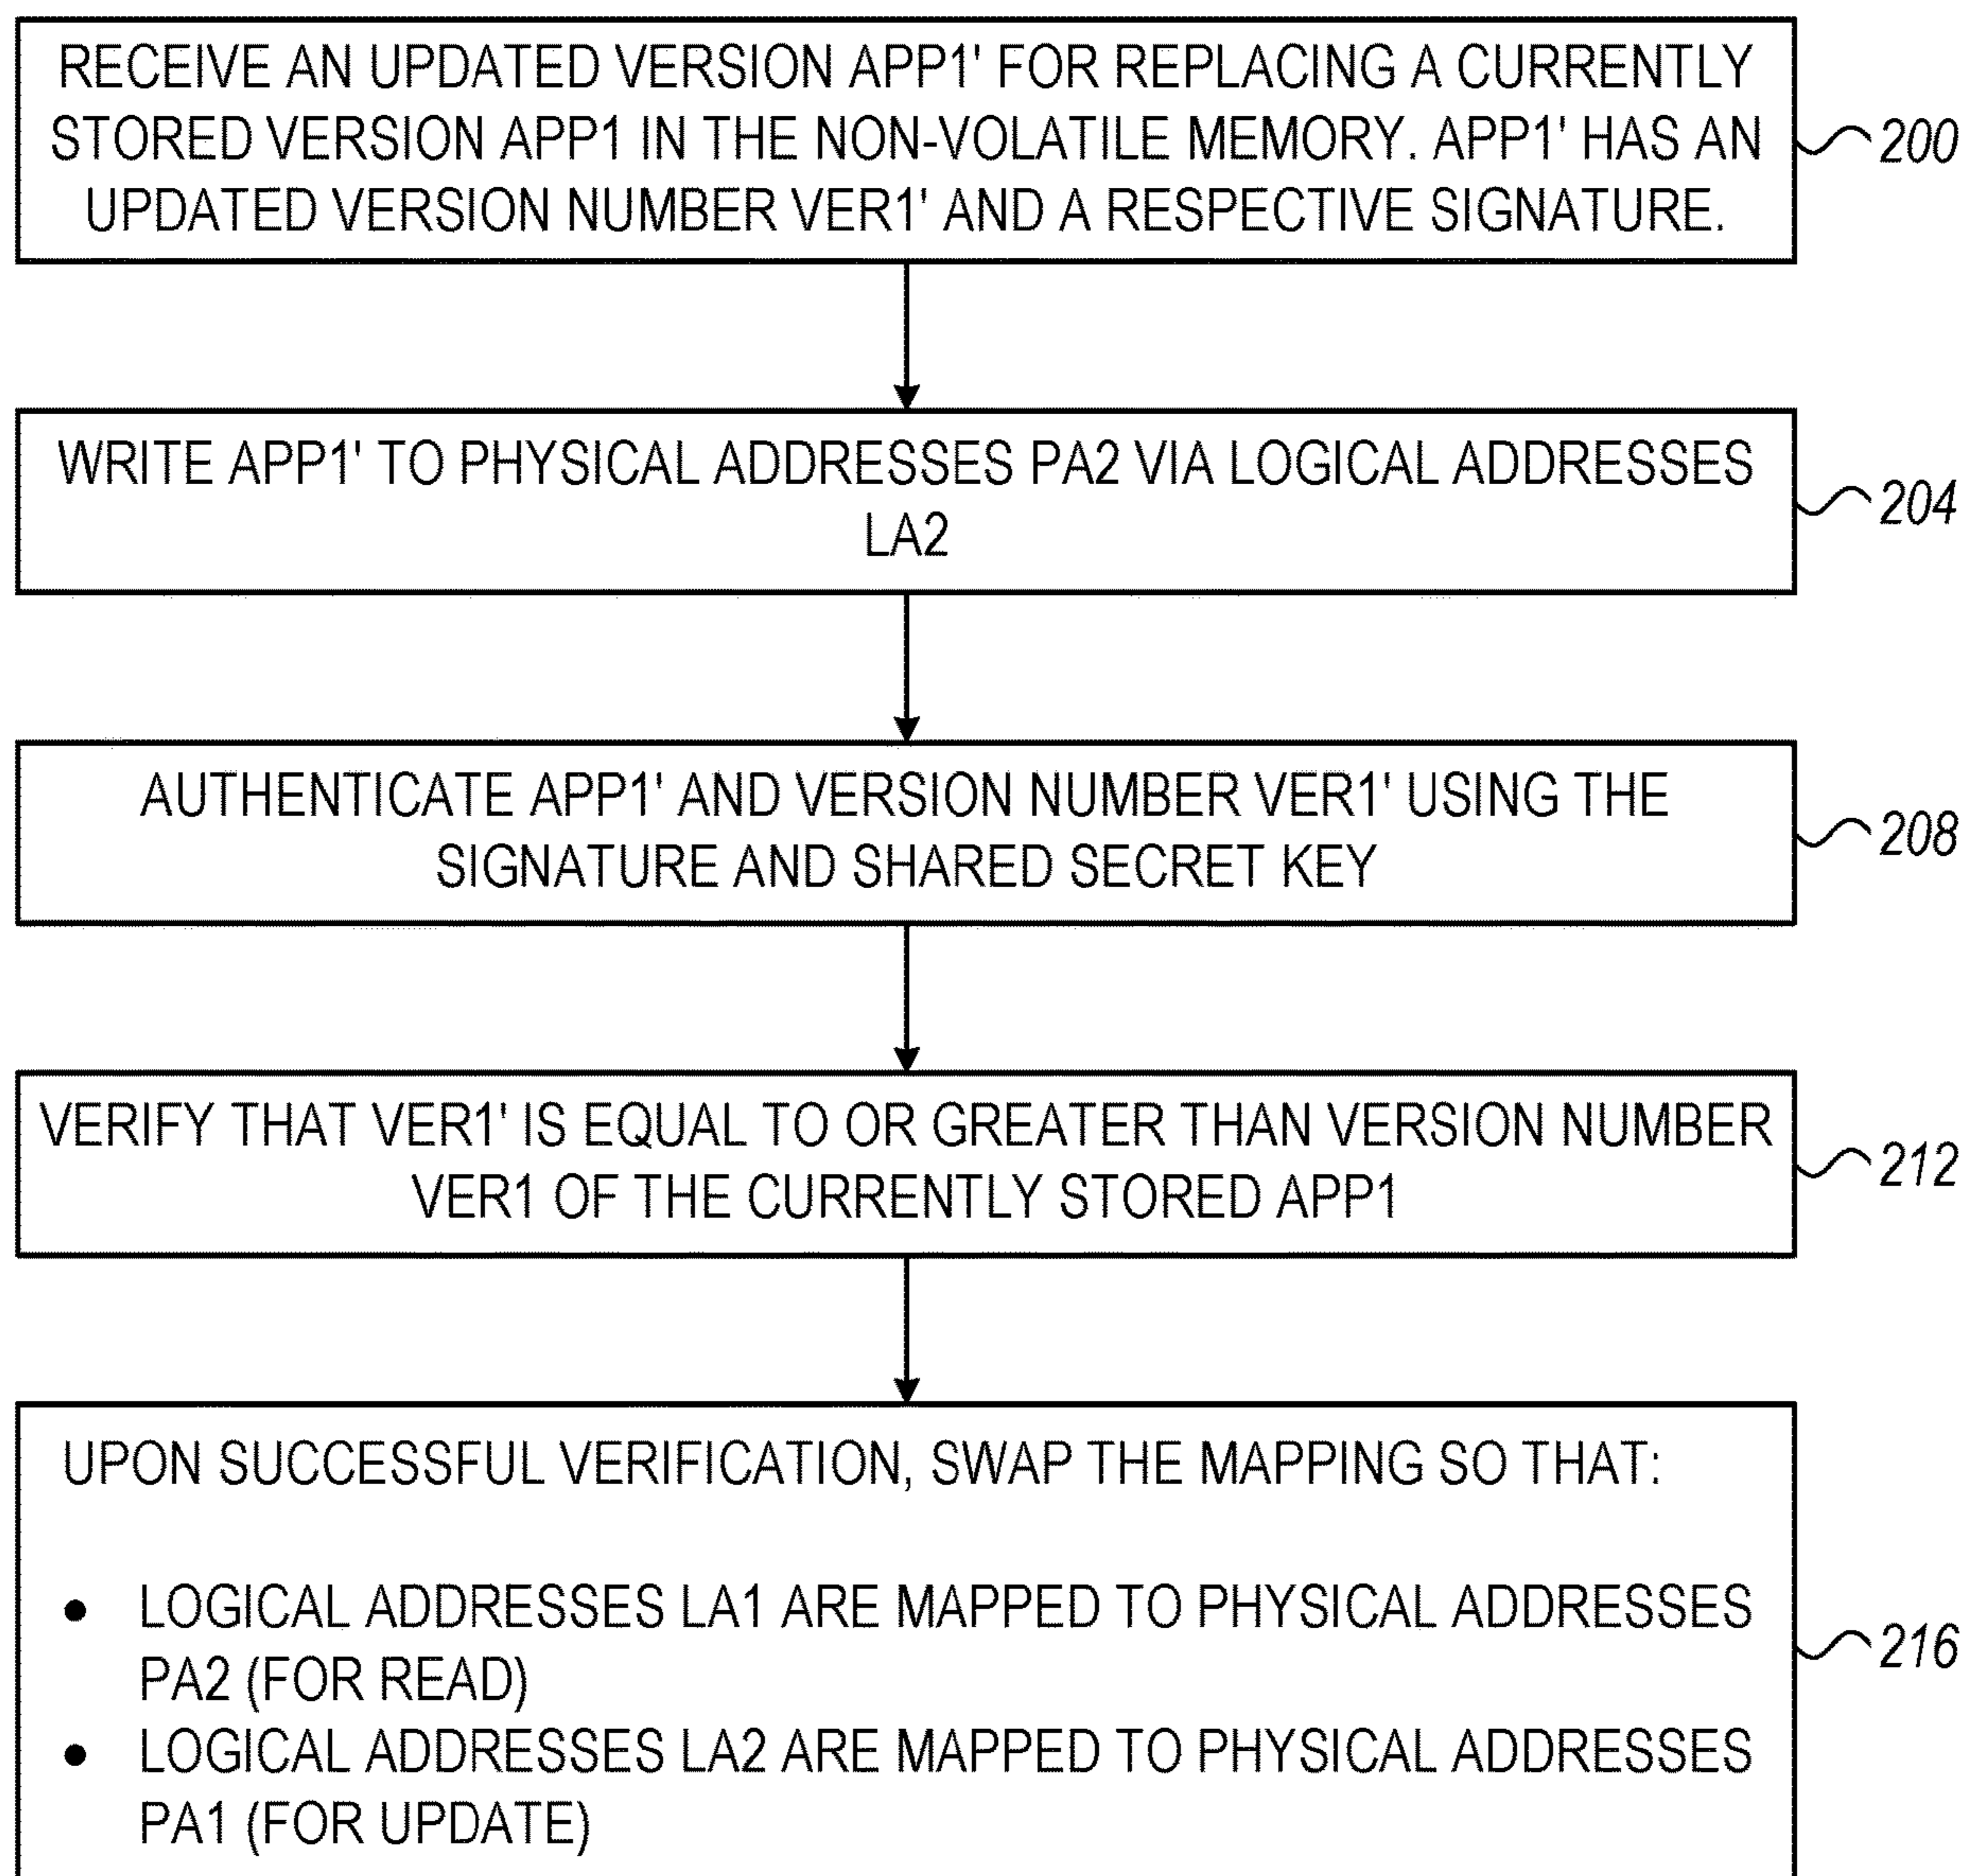 RECEIVE AN UPDATED VERSION APP1' FOR REPLACING A CURRENTLY
STORED VERSION APP1 IN THE NON-VOLATILE MEMORY. APP1' HAS AN
UPDATED VERSION NUMBER VER1' AND A RESPECTIVE SIGNATURE.
200
WRITE APP1' TO PHYSICAL ADDRESSES PA2 VIA LOGICAL ADDRESSES
LA2
204
AUTHENTICATE APP1' AND VERSION NUMBER VER1' USING THE
SIGNATURE AND SHARED SECRET KEY
208
VERIFY THAT VER1' IS EQUAL TO OR GREATER THAN VERSION NUMBER
VER1 OF THE CURRENTLY STORED APP1
212
UPON SUCCESSFUL VERIFICATION, SWAP THE MAPPING SO THAT:
• LOGICAL ADDRESSES LA1 ARE MAPPED TO PHYSICAL ADDRESSES
PA2 (FOR READ)
• LOGICAL ADDRESSES LA2 ARE MAPPED TO PHYSICAL ADDRESSES
PA1 (FOR UPDATE)
216